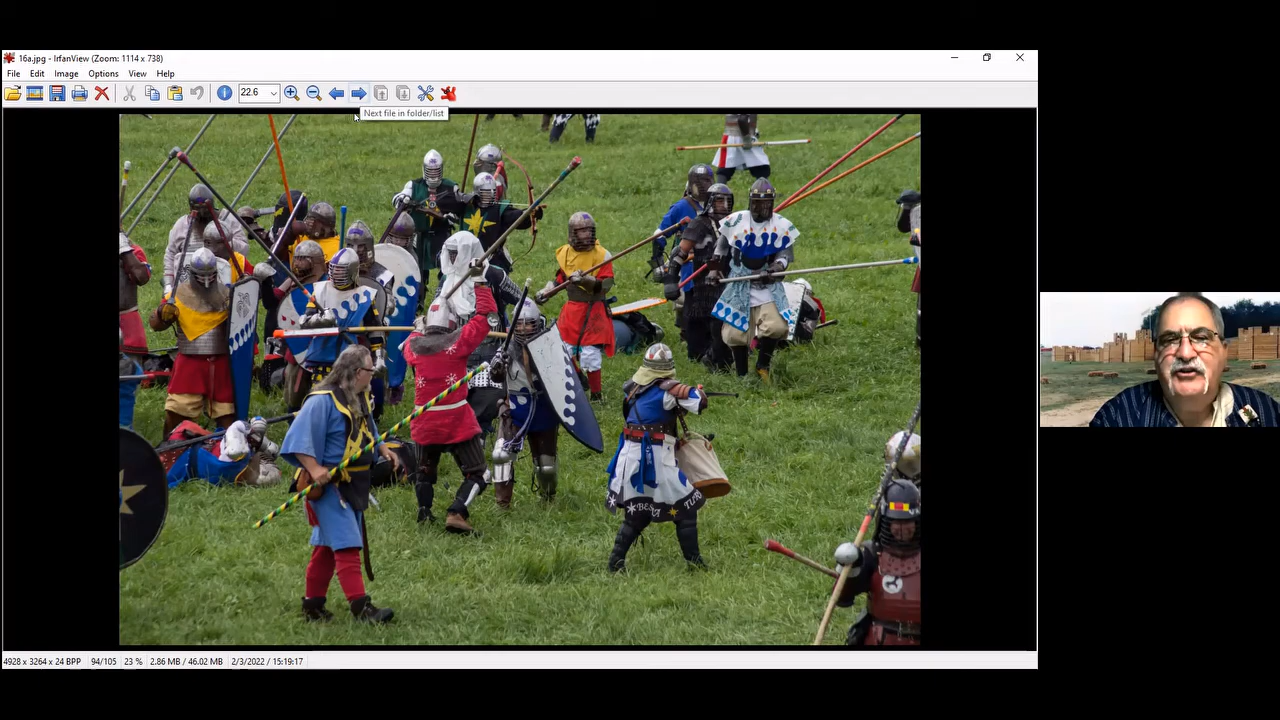 16a.jpg - IrfanView (Zoom: 1114 x 738)
File Edit Image Options View Help
22.6
Next file in folder/list
BESTA
4928 x 3264 x 24 BPP 94/105 23 % 2.86 MB / 46.02 MB 2/3/2022 / 15:19:17